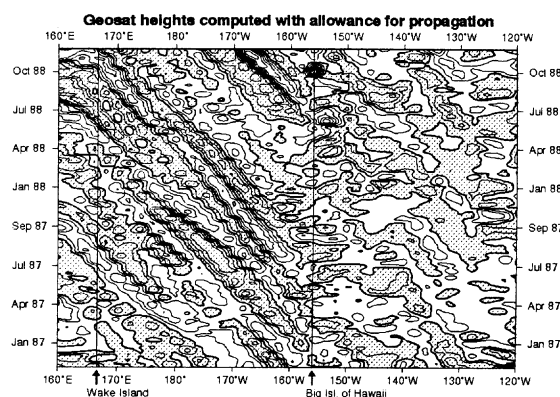 Geosat heights computed with allowance for propagation
160°E 170°E 180° 170°W 160°W 150°W 140°W 130°W 120°W
Oct 88 Oct 88
Jul 88 Jul 88
Apr 88 Apr 88
Jan 88 Jan 88
Sep 87 Sep 87
Jul 87 Jul 87
Apr 87 Apr 87
Jan 87 Jan 87
160°E 170°E 180° 170°W 160°W 150°W 140°W 130°W 120°W
Wake Island Big Isl. of Hawaii